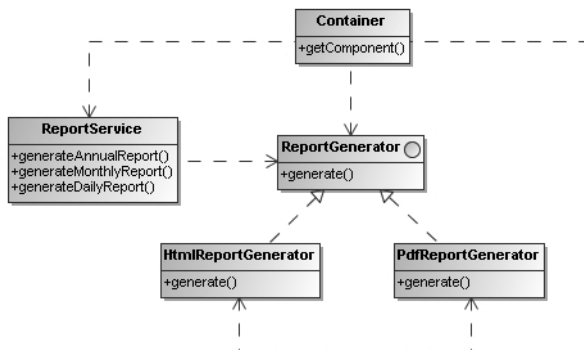 Container
+getComponent()
ReportService
+generateAnnualReport()
+generateMonthlyReport()
+generateDailyReport()
ReportGenerator
+generate()
HtmlReportGenerator
+generate()
PdfReportGenerator
+generate()